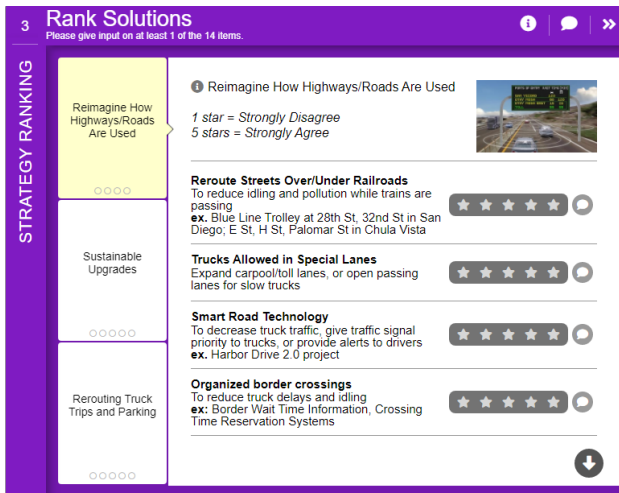 3
Rank Solutions
Please give input on at least 1 of the 14 items.
STRATEGY RANKING
Reimagine How
Highways/Roads
Are Used
Sustainable
Upgrades
Rerouting Truck
Trips and Parking
Reimagine How Highways/Roads Are Used
1 star = Strongly Disagree
5 stars = Strongly Agree
Reroute Streets Over/Under Railroads
To reduce idling and pollution while trains are
passing
ex. Blue Line Trolley at 28th St, 32nd St in San
Diego; E St, H St, Palomar St in Chula Vista
Trucks Allowed in Special Lanes
Expand carpool/toll lanes, or open passing
lanes for slow trucks
Smart Road Technology
To decrease truck traffic, give traffic signal
priority to trucks, or provide alerts to drivers
ex. Harbor Drive 2.0 project
Organized border crossings
To reduce truck delays and idling
ex: Border Wait Time Information, Crossing
Time Reservation Systems